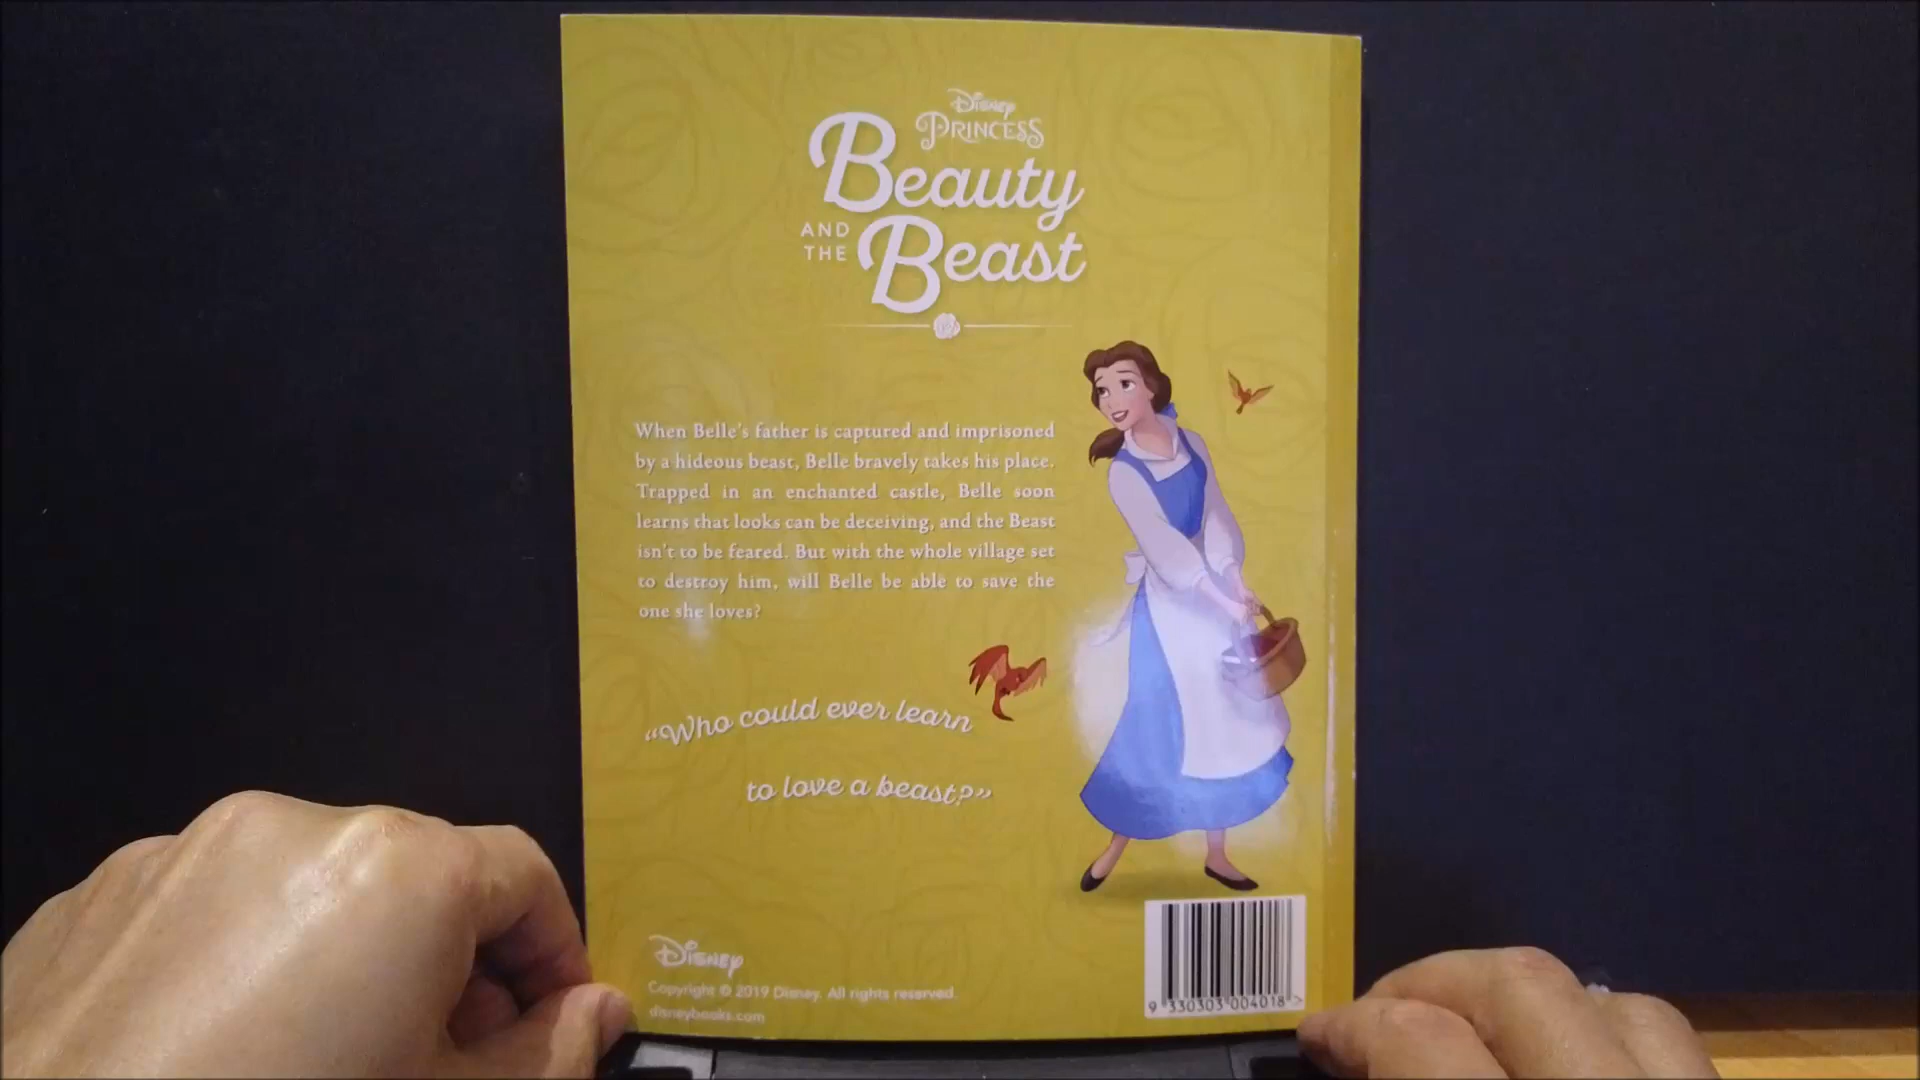 Disney
PRINCESS
Beauty
AND THE
Beast
When Belle's father is captured and imprisoned
by a hideous beast, Belle bravely takes his place.
Trapped in an enchanted castle, Belle soon
learns that looks can be deceiving, and the Beast
isn't to be feared. But with the whole village set
to destroy him, will Belle be able to save the
one she loves?
“Who could ever learn
to love a beast?”
Disney
Copyright © 2019 Disney. All rights reserved.
disneybooks.com
9 330303 004018 >